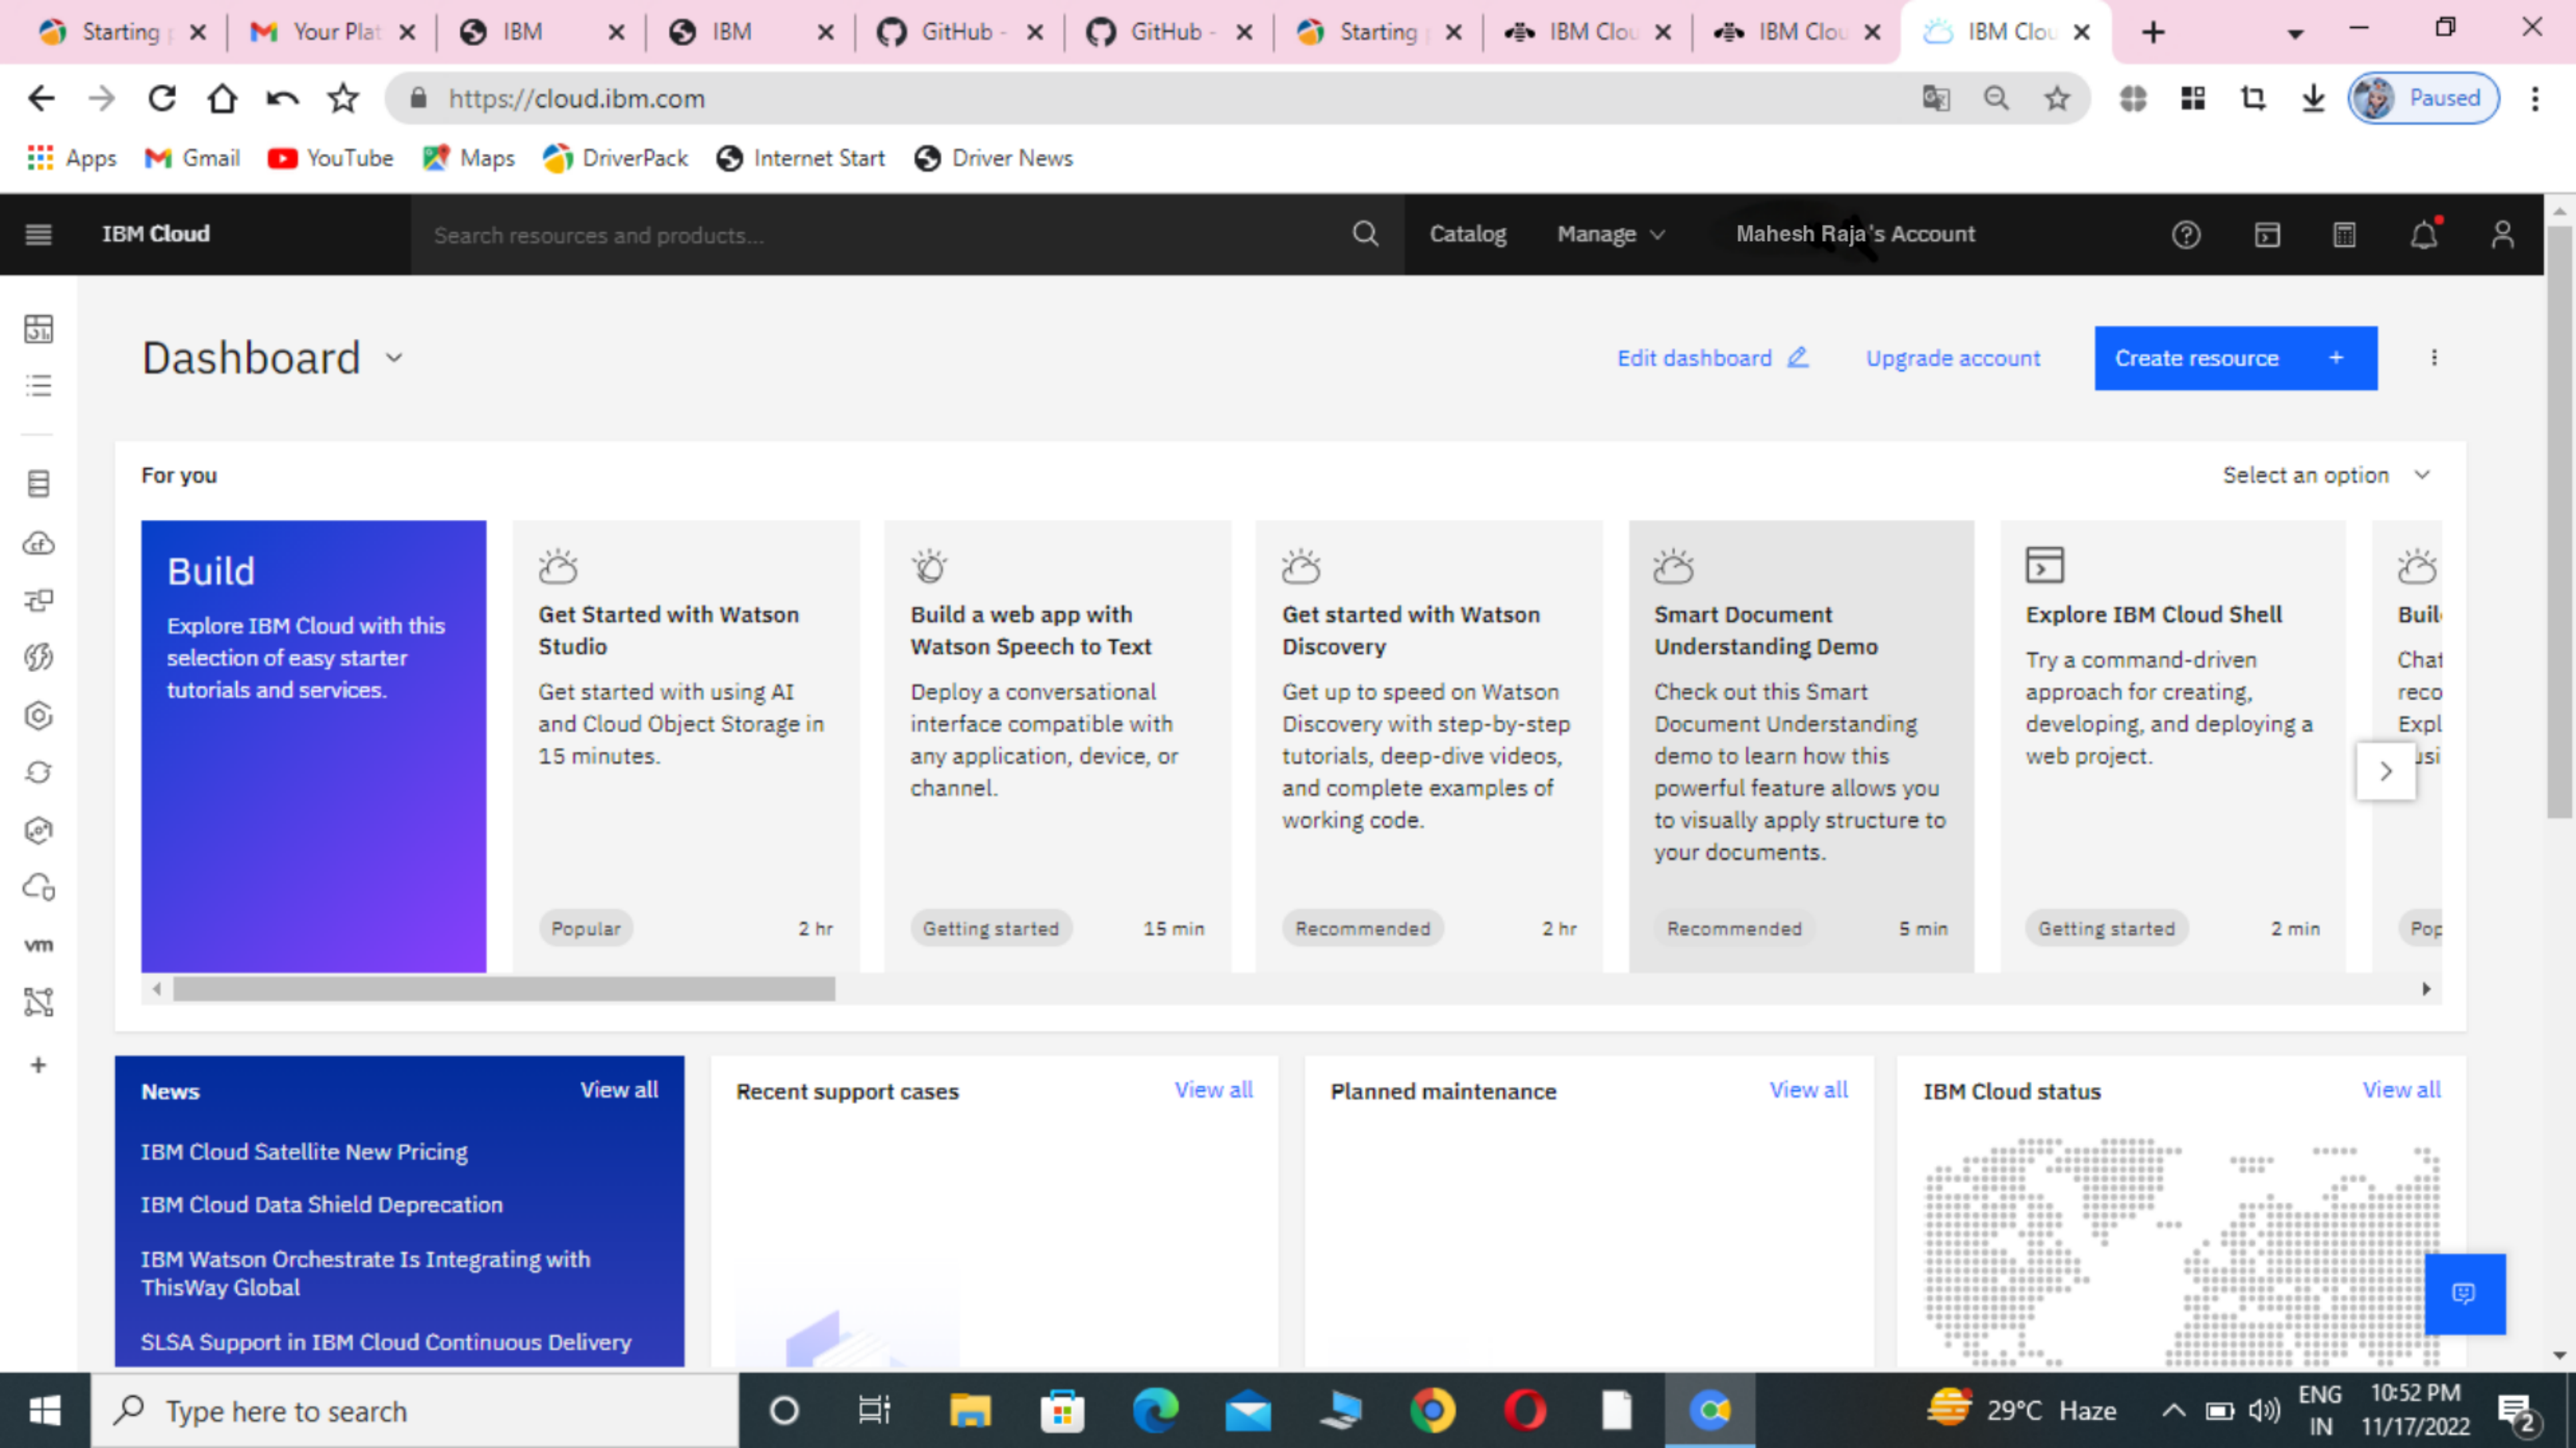 Starting
Your Plat
IBM
IBM
GitHub -
GitHub -
Starting
IBM Clou
IBM Clou
IBM Clou
https://cloud.ibm.com
Paused
Apps
Gmail
YouTube
Maps
DriverPack
Internet Start
Driver News
IBM Cloud
Search resources and products...
Catalog
Manage
Mahesh Raja's Account
Dashboard
Edit dashboard
Upgrade account
Create resource +
For you
Select an option
Build
Explore IBM Cloud with this
selection of easy starter
tutorials and services.
Get Started with Watson
Studio
Get started with using AI
and Cloud Object Storage in
15 minutes.
Popular
2 hr
Build a web app with
Watson Speech to Text
Deploy a conversational
interface compatible with
any application, device, or
channel.
Getting started
15 min
Get started with Watson
Discovery
Get up to speed on Watson
Discovery with step-by-step
tutorials, deep-dive videos,
and complete examples of
working code.
Recommended
2 hr
Smart Document
Understanding Demo
Check out this Smart
Document Understanding
demo to learn how this
powerful feature allows you
to visually apply structure to
your documents.
Recommended
5 min
Explore IBM Cloud Shell
Try a command-driven
approach for creating,
developing, and deploying a
web project.
Getting started
2 min
Buil
Chat
reco
Expl
usi
Pop
cf
vm
News
View all
IBM Cloud Satellite New Pricing
IBM Cloud Data Shield Deprecation
IBM Watson Orchestrate Is Integrating with
ThisWay Global
SLSA Support in IBM Cloud Continuous Delivery
Recent support cases
View all
Planned maintenance
View all
IBM Cloud status
View all
Type here to search
29°C Haze
ENG
IN
10:52 PM
11/17/2022
2